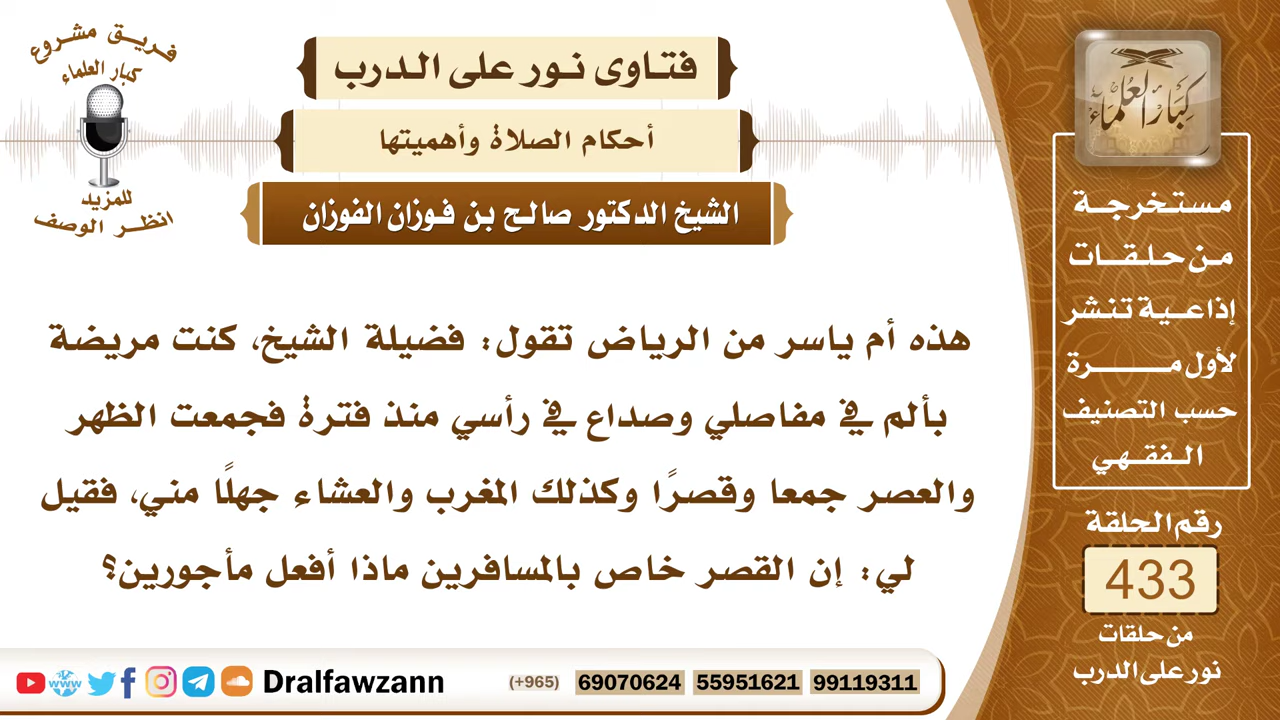 فريق مشروع
كبار العلماء
للمزيد
انظر الوصف
فتاوى نور على الدرب
أحكام الصلاة وأهميتها
الشيخ الدكتور صالح بن فوزان الفوزان
هذه أم ياسر من الرياض تقول: فضيلة الشيخ، كنت مريضة
بألم في مفاصلي وصداع في رأسي منذ فترة فجمعت الظهر
والعصر جمعا وقصرًا وكذلك المغرب والعشاء جهلًا مني، فقيل
لي: إن القصر خاص بالمسافرين ماذا أفعل مأجورين؟
كبار العلماء
مستخرجة
من حلقات
إذاعية تنشر
لأول مرة
حسب التصنيف
الفقهي
رقم الحلقة
433
من حلقات
نور على الدرب
www Dralfawzann (+965) 69070624 55951621 99119311